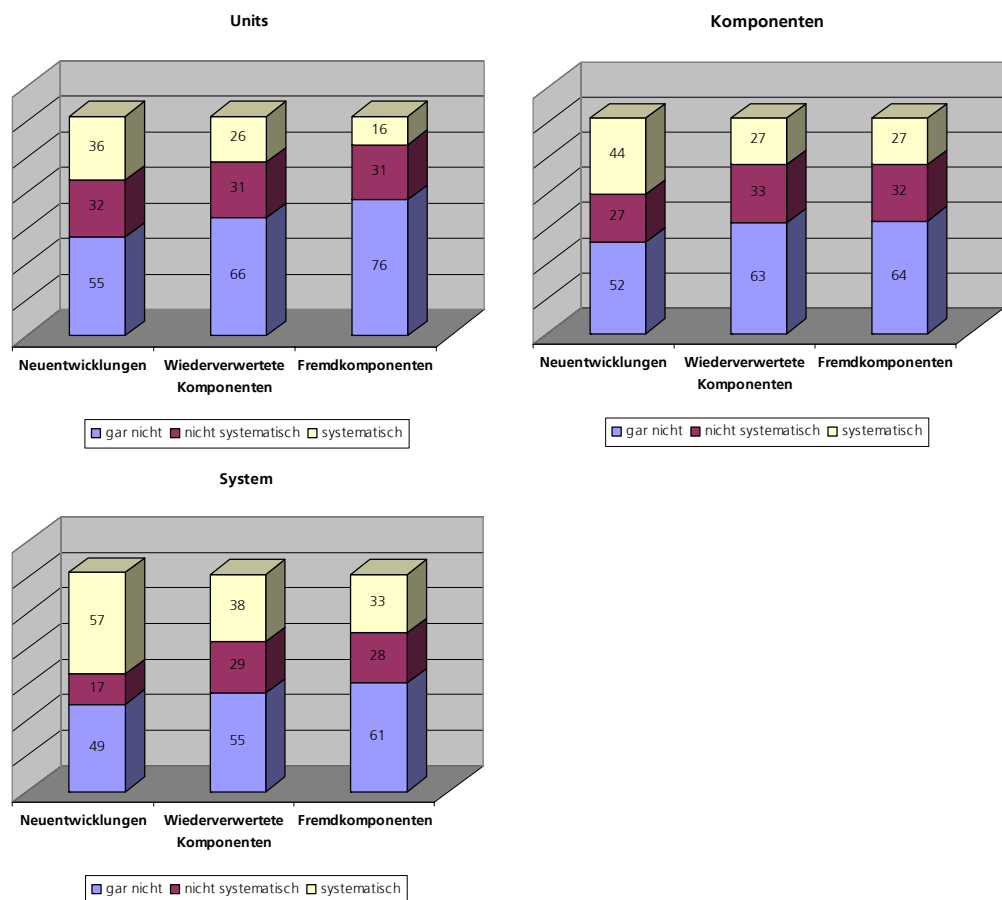 Units
36 26 16
32 31 31
55 66 76
Neuentwicklungen Wiederverwertete Fremdkomponenten
Komponenten
gar nicht nicht systematisch systematisch
Komponenten
44 27 27
27 33 32
52 63 64
Neuentwicklungen Wiederverwertete Fremdkomponenten
Komponenten
gar nicht nicht systematisch systematisch
System
57 38 33
17 29 28
49 55 61
Neuentwicklungen Wiederverwertete Fremdkomponenten
Komponenten
gar nicht nicht systematisch systematisch